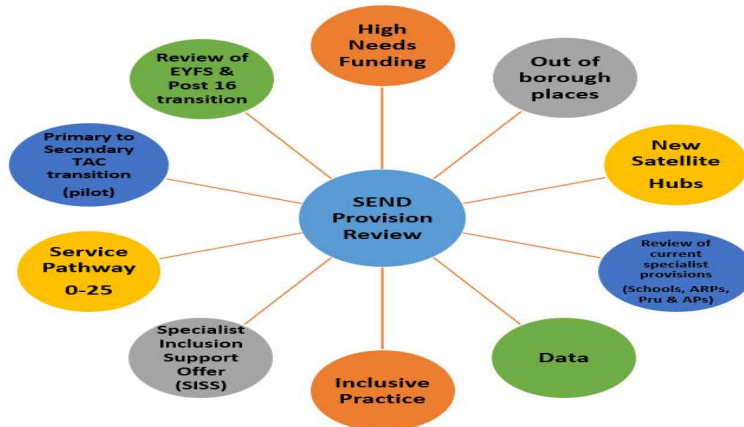 High
Needs
Funding
Out of
borough
places
New
Satellite
Hubs
Review of
current
specialist
provisions
(Schools, ARPs,
Pru & APs)
Data
Inclusive
Practice
Specialist
Inclusion
Support
Offer
(SISS)
Service
Pathway
0-25
Primary to
Secondary
TAC
transition
(pilot)
Review of
EYFS &
Post 16
transition
SEND
Provision
Review